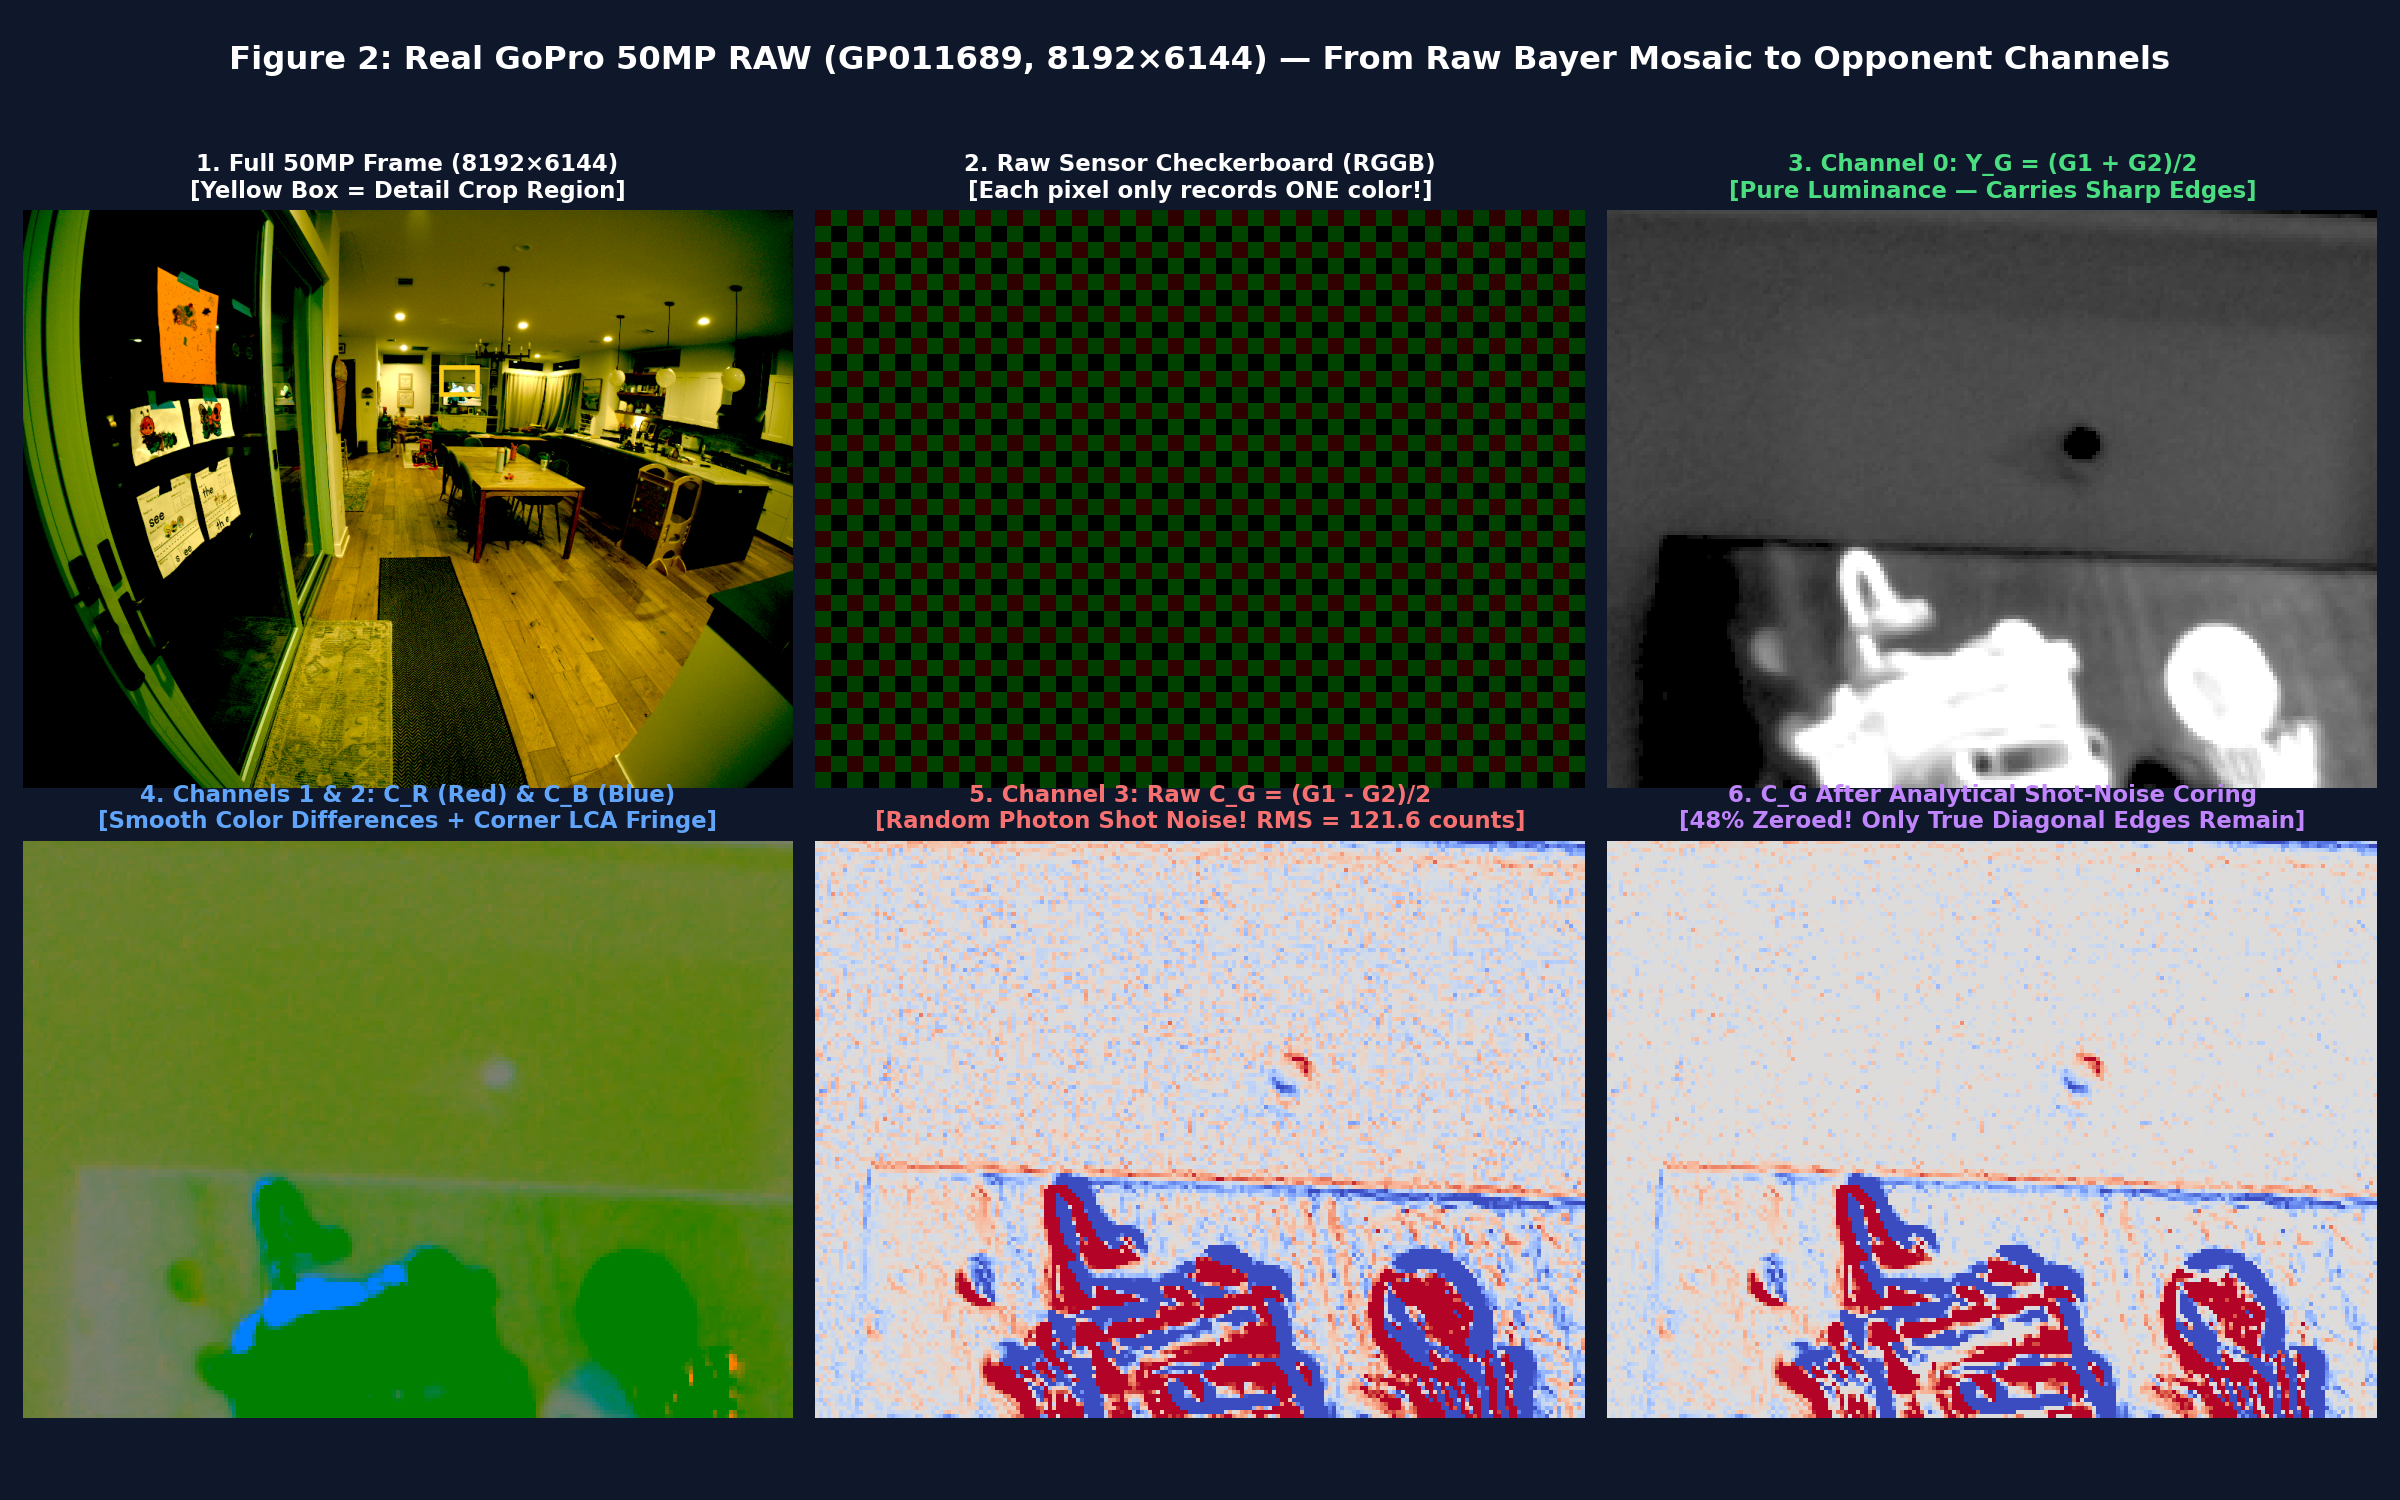 Figure 2: Real GoPro 50MP RAW (GP011689, 8192×6144) — From Raw Bayer Mosaic to Opponent Channels
1. Full 50MP Frame (8192×6144)
[Yellow Box = Detail Crop Region]
2. Raw Sensor Checkerboard (RGGB)
[Each pixel only records ONE color!]
3. Channel 0: Y_G = (G1 + G2)/2
[Pure Luminance — Carries Sharp Edges]
see
the
s ee
th e
4. Channels 1 & 2: C_R (Red) & C_B (Blue)
[Smooth Color Differences + Corner LCA Fringe]
5. Channel 3: Raw C_G = (G1 - G2)/2
[Random Photon Shot Noise! RMS = 121.6 counts]
6. C_G After Analytical Shot-Noise Coring
[48% Zeroed! Only True Diagonal Edges Remain]